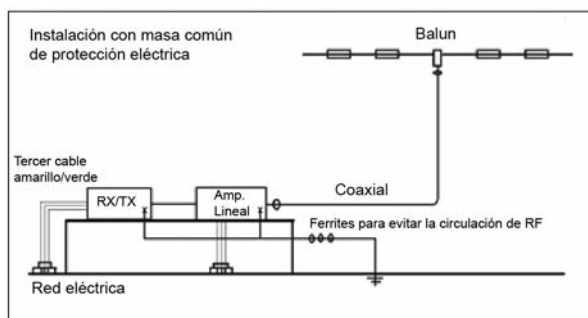 Instalación con masa común
de protección eléctrica
Balun
Tercer cable
amarillo/verde
RX/TX
Amp.
Lineal
Coaxial
Ferrites para evitar la circulación de RF
Red eléctrica